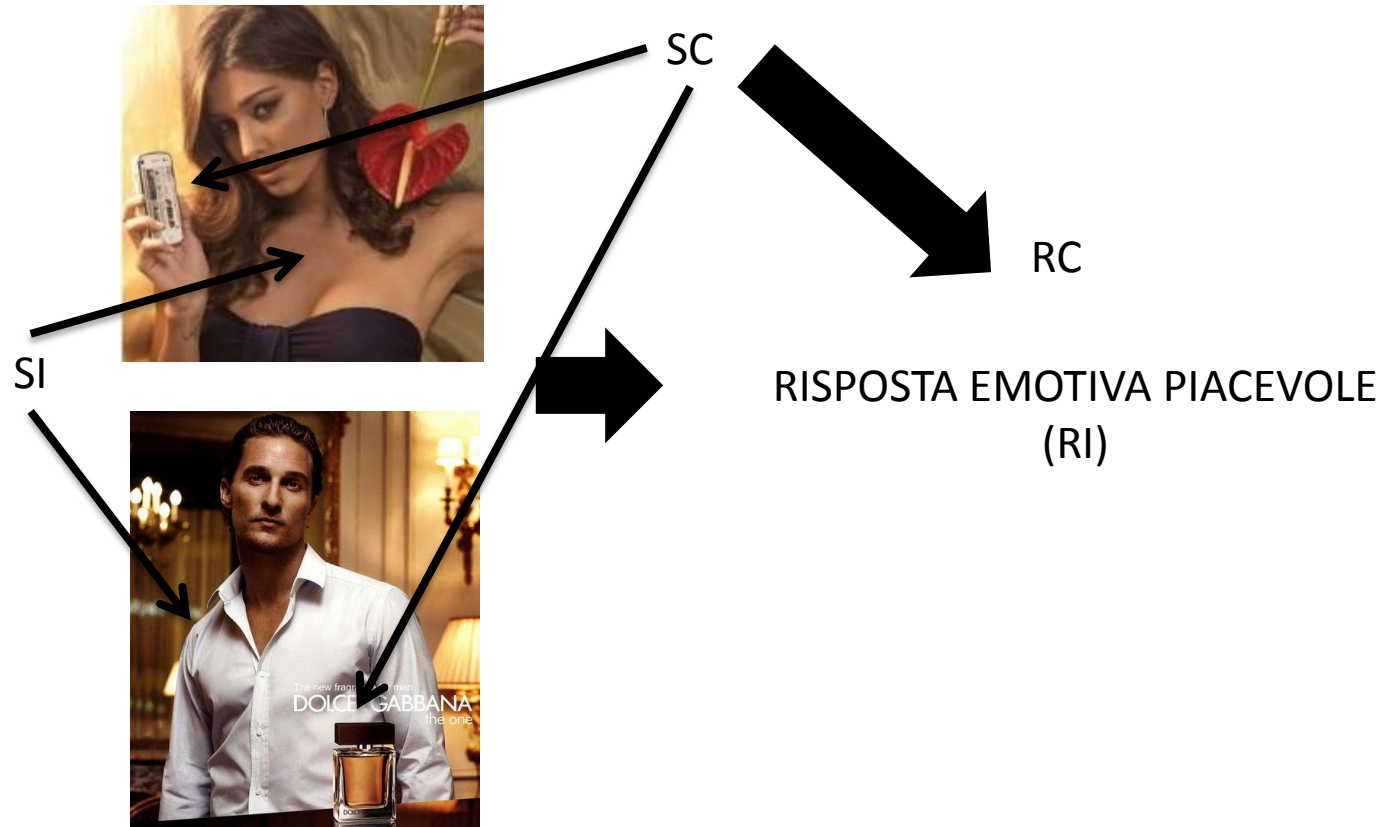 SC
RC
SI
RISPOSTA EMOTIVA PIACEVOLE
(RI)
The new fragr men
DOLCE GABBANA
the one